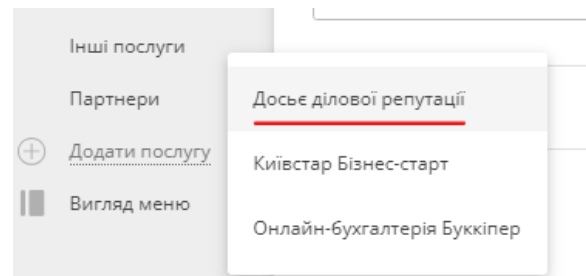 Інші послуги
Партнери
Додати послугу
Вигляд меню
Досьє ділової репутації
Київстар Бізнес-старт
Онлайн-бухгалтерія Буккіпер